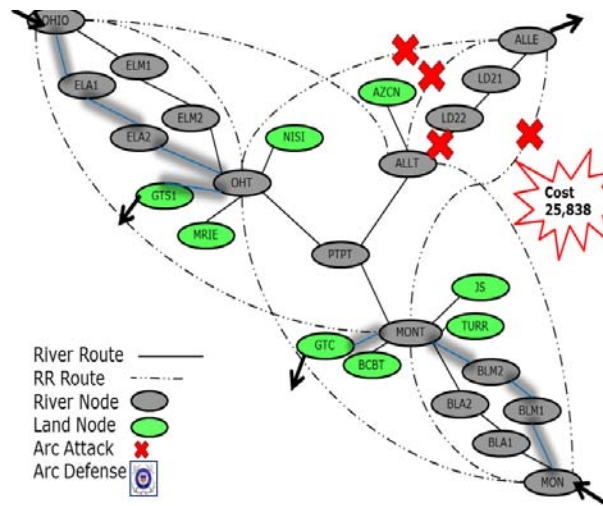 OHIO
ALLE
ELM1
LD21
ELA1
AZCN
ELM2
LD22
ELA2
NISI
ALLT
OHT
GTS1
MRIE
PTPT
Cost
25,838
JS
MONT
TURR
GTC
BCBT
BLM2
BLA2
BLM1
BLA1
MON
River Route
RR Route
River Node
Land Node
Arc Attack
Arc Defense